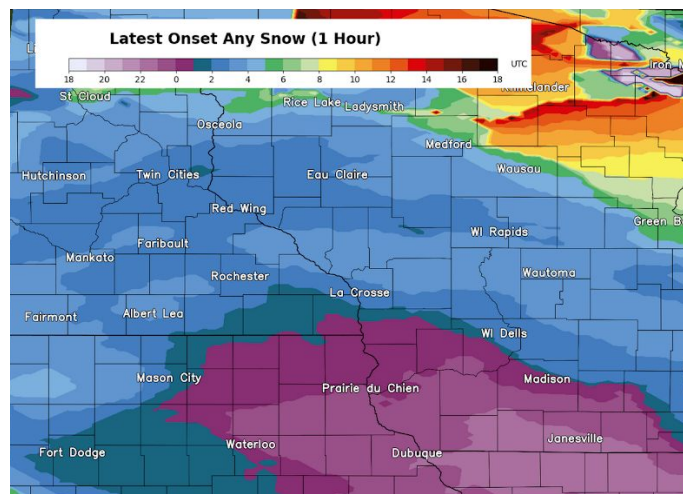 Latest Onset Any Snow (1 Hour)
18 20 22 0 2 4 6 8 10 12 14 16 18 UTC
St Cloud
Rice Lake
Ladysmith
Rhinelander
Osceola
Medford
Wausau
Hutchinson
Twin Cities
Eau Claire
Red Wing
Green B
WI Rapids
Faribault
Mankato
Rochester
Wautoma
La Crosse
Fairmont
Albert Lea
WI Dells
Mason City
Prairie du Chien
Madison
Waterloo
Janesville
Fort Dodge
Dubuque